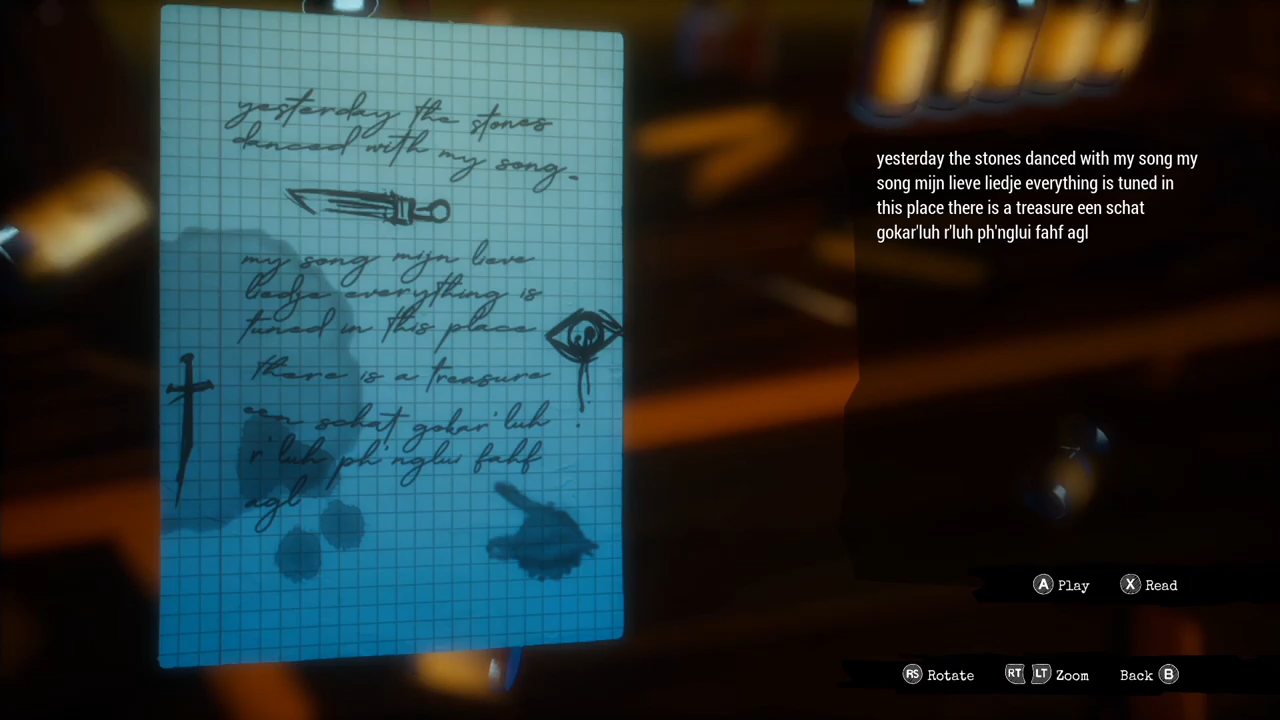 yesterday the stones
danced with my song.
my song mijn lieve
liedje everything is
tuned in this place
there is a treasure
een schat gokar'luh
r'luh ph'nglui fahf
agl
yesterday the stones danced with my song my
song mijn lieve liedje everything is tuned in
this place there is a treasure een schat
gokar'luh r'luh ph'nglui fahf agl
A Play X Read
RS Rotate RT LT Zoom Back B